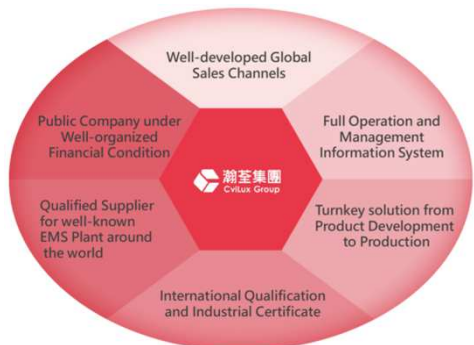 Well-developed Global
Sales Channels
Public Company under
Well-organized
Financial Condition
Full Operation and
Management
Information System
瀚荃集團
CviLux Group
Qualified Supplier
for well-known
EMS Plant around
the world
Turnkey solution from
Product Development
to Production
International Qualification
and Industrial Certificate